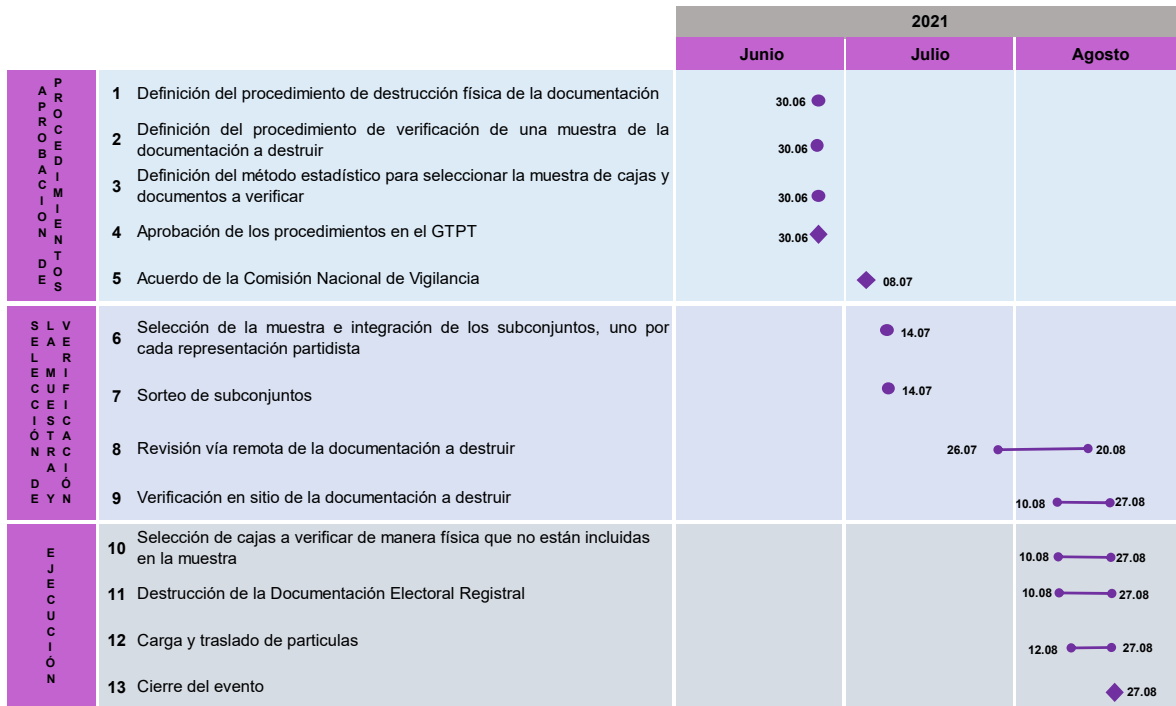 2021
Junio Julio Agosto
APROBACION DE PROCEDIMIENTOS
1 Definición del procedimiento de destrucción física de la documentación
30.06
2 Definición del procedimiento de verificación de una muestra de la
documentación a destruir
30.06
3 Definición del método estadístico para seleccionar la muestra de cajas y
documentos a verificar
30.06
4 Aprobación de los procedimientos en el GTPT
30.06
5 Acuerdo de la Comisión Nacional de Vigilancia
08.07
SELECCIÓN DE LA MUESTRA Y VERIFICACIÓN
6 Selección de la muestra e integración de los subconjuntos, uno por
cada representación partidista
14.07
7 Sorteo de subconjuntos
14.07
8 Revisión vía remota de la documentación a destruir
26.07 20.08
9 Verificación en sitio de la documentación a destruir
10.08 27.08
EJECUCIÓN
10 Selección de cajas a verificar de manera física que no están incluidas
en la muestra
10.08 27.08
11 Destrucción de la Documentación Electoral Registral
10.08 27.08
12 Carga y traslado de particulas
12.08 27.08
13 Cierre del evento
27.08